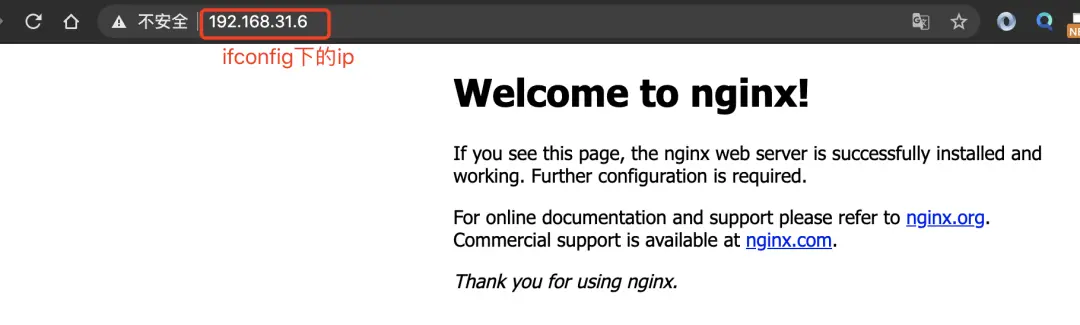 不安全 192.168.31.6
ifconfig下的ip
Welcome to nginx!
If you see this page, the nginx web server is successfully installed and
working. Further configuration is required.
For online documentation and support please refer to nginx.org.
Commercial support is available at nginx.com.
Thank you for using nginx.